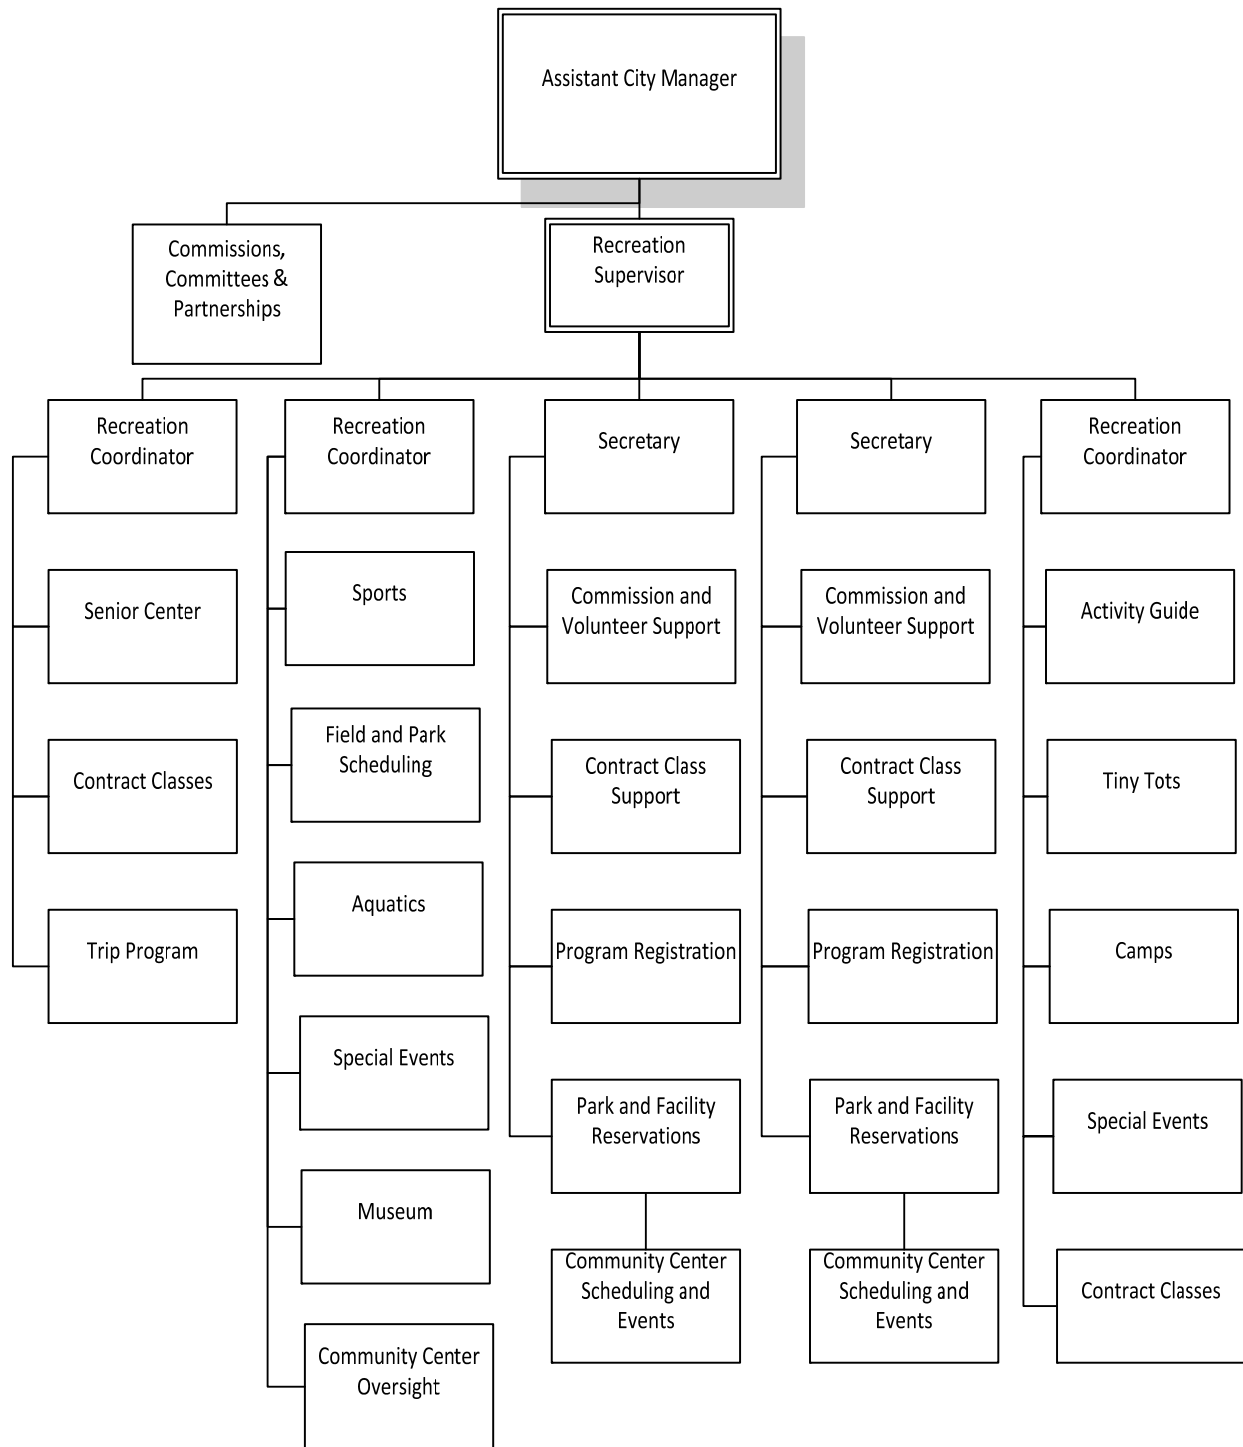 Assistant City Manager
Commissions,
Committees &
Partnerships
Recreation
Supervisor
Recreation
Coordinator
Recreation
Coordinator
Secretary
Secretary
Recreation
Coordinator
Senior Center
Contract Classes
Trip Program
Sports
Field and Park
Scheduling
Aquatics
Special Events
Museum
Community Center
Oversight
Commission and
Volunteer Support
Contract Class
Support
Program Registration
Park and Facility
Reservations
Community Center
Scheduling and
Events
Commission and
Volunteer Support
Contract Class
Support
Program Registration
Park and Facility
Reservations
Community Center
Scheduling and
Events
Activity Guide
Tiny Tots
Camps
Special Events
Contract Classes